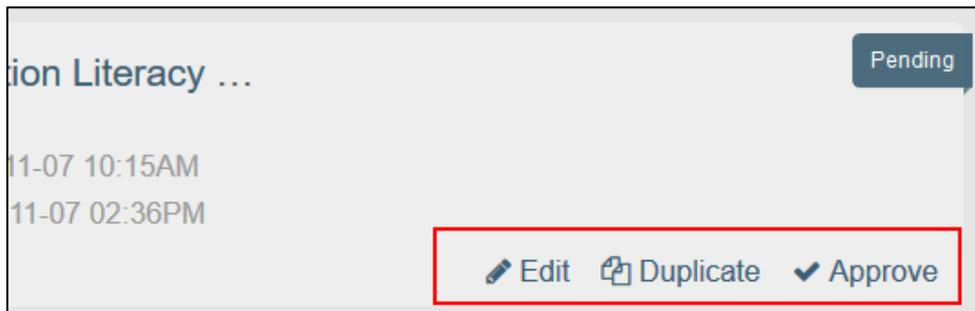 tion Literacy ...
Pending
11-07 10:15AM
11-07 02:36PM
Edit Duplicate Approve